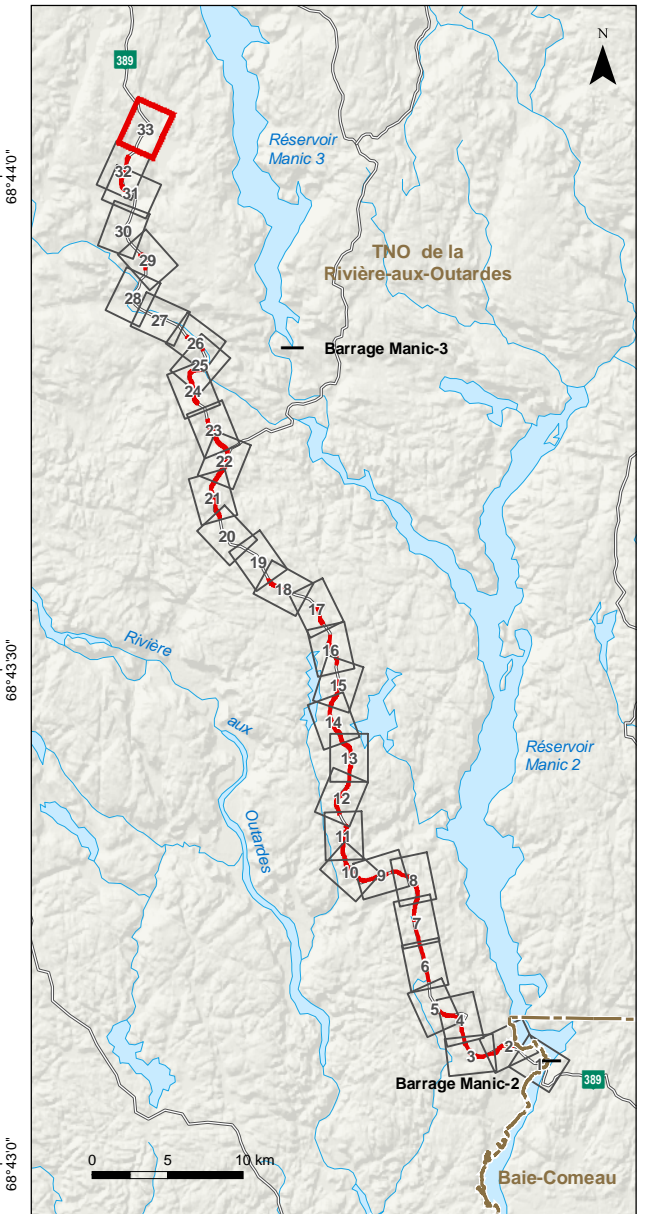 N
389
33
Réservoir
Manic 3
68°44'0"
32
31
TNO de la
Rivière-aux-Outardes
30
29
28
27
26
Barrage Manic-3
25
24
23
22
21
20
19
18
17
Rivière
16
68°43'30"
15
aux
14
Réservoir
Manic 2
13
12
Outardes
11
10
9
8
7
6
5
4
2
3
1
Barrage Manic-2
389
68°43'0"
0 5 10 km
Baie-Comeau